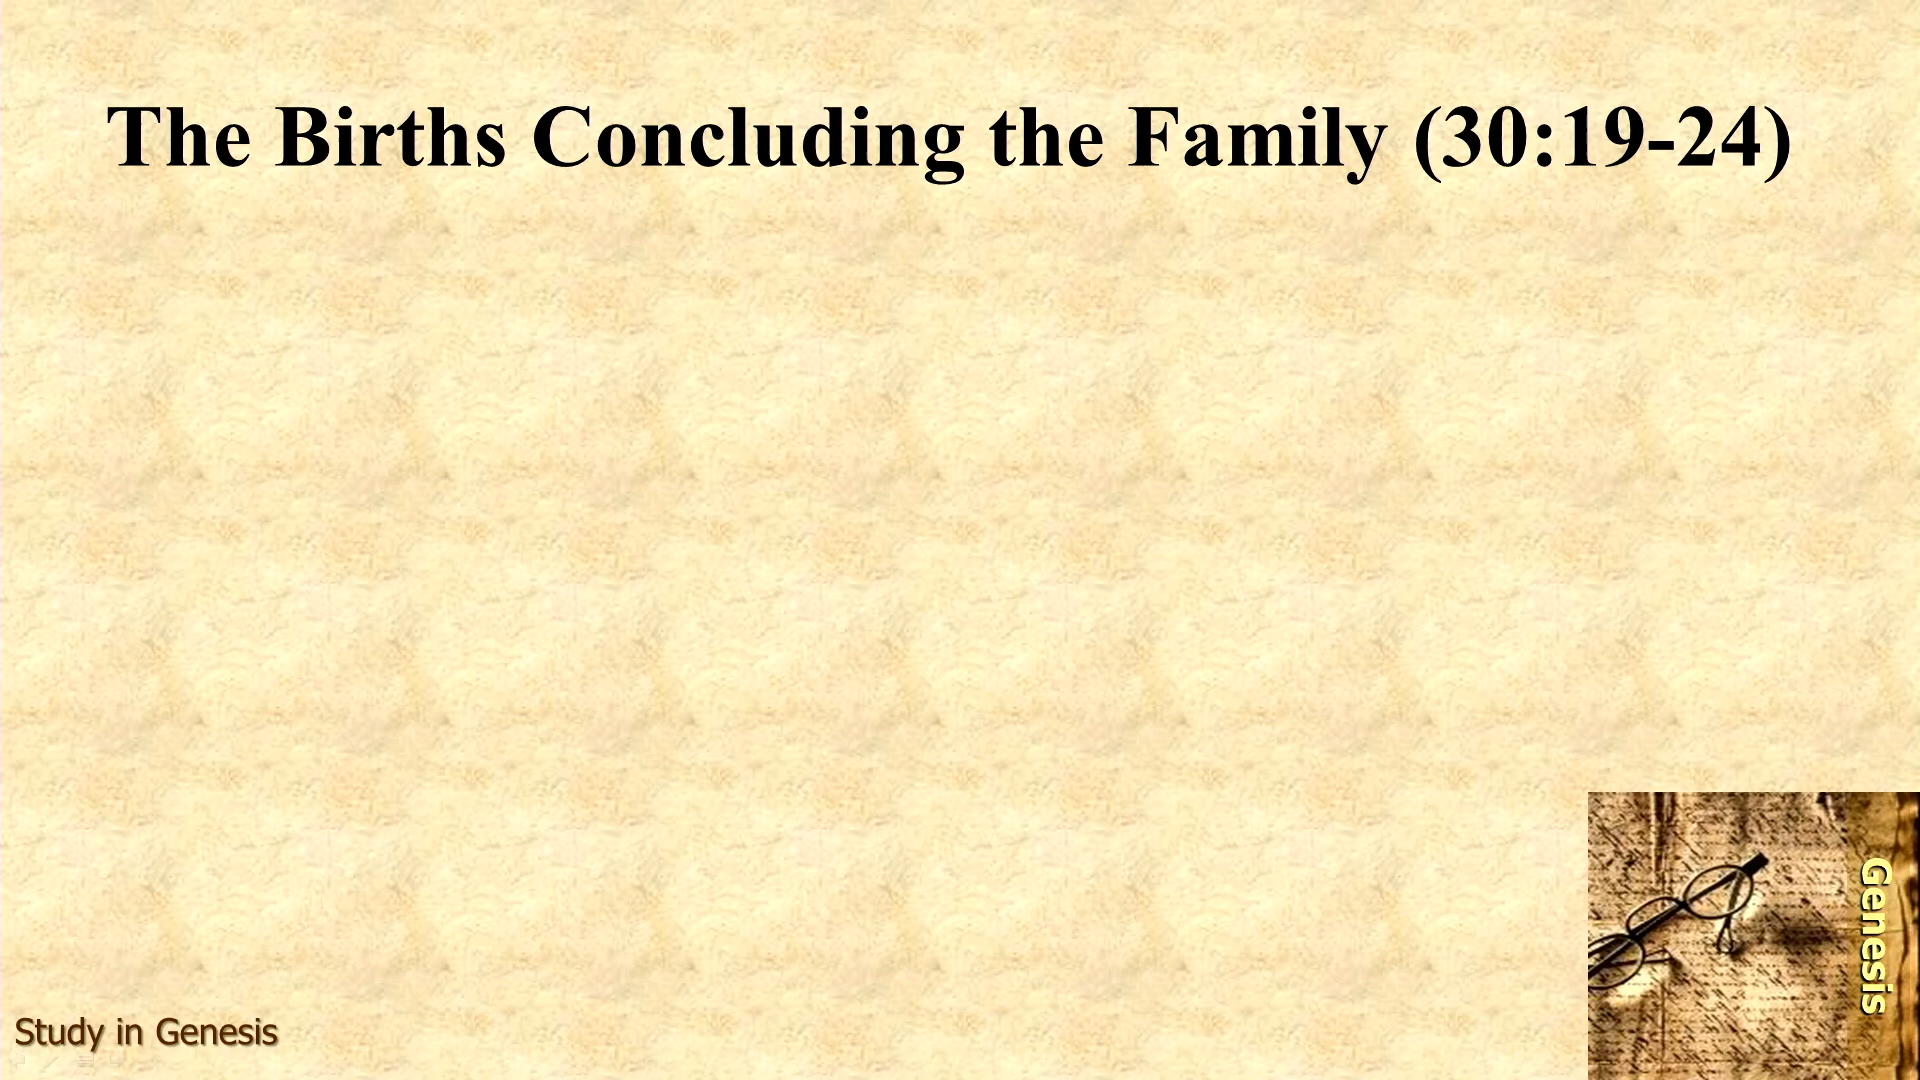 The Births Concluding the Family (30:19-24)
Genesis
Study in Genesis